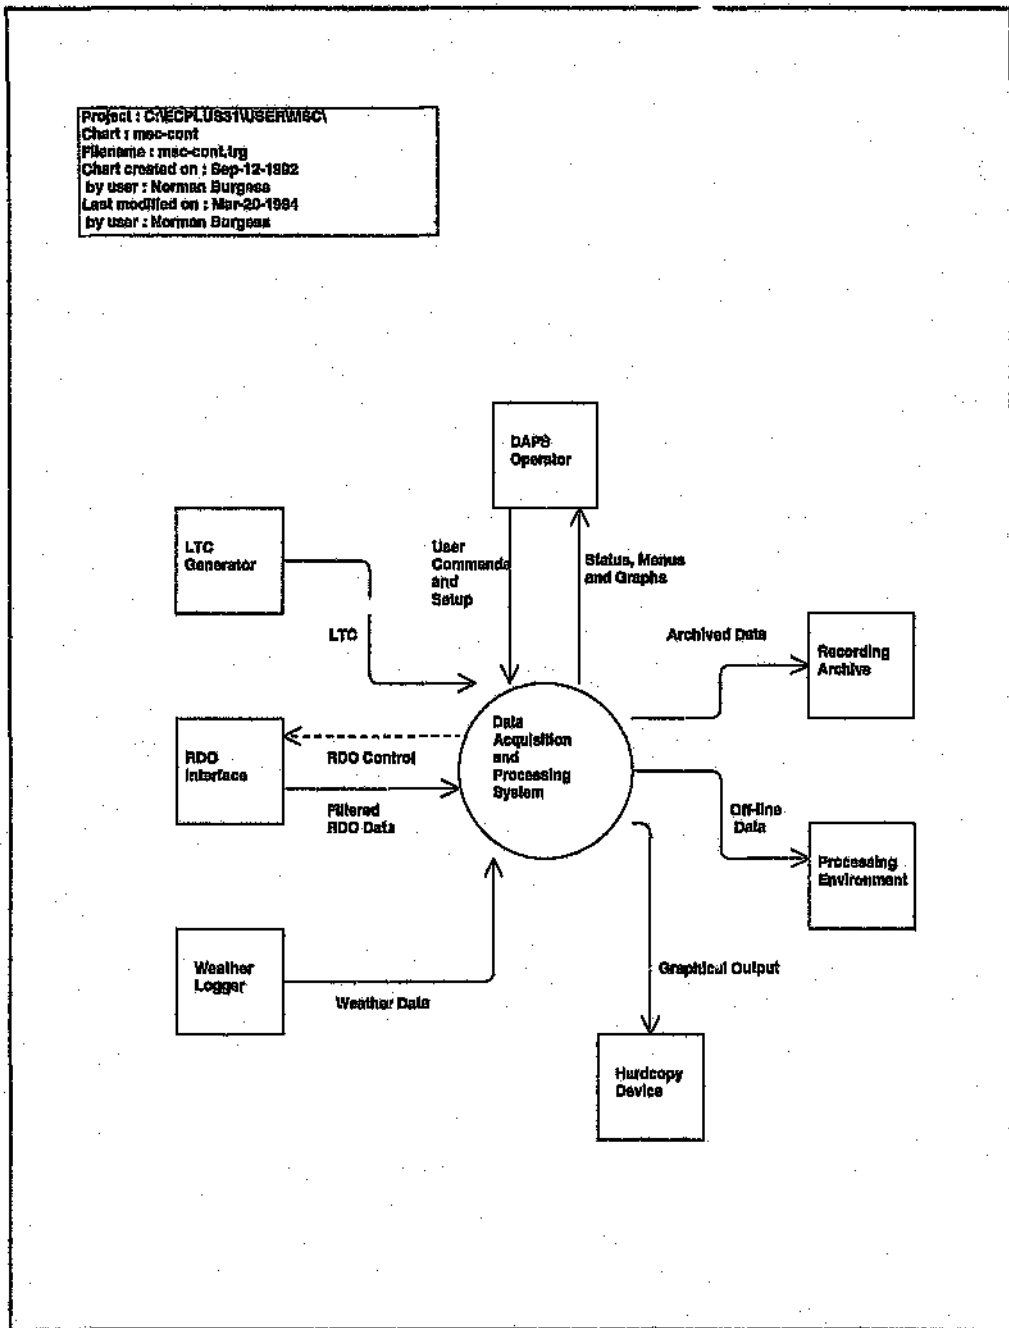 Project : C:\ECPLUS31\USER\MSC\
Chart : msc-cont
Filename : msc-cont.trg
Chart created on : Sep-12-1992
by user : Norman Burgess
Last modified on : Mar-20-1994
by user : Norman Burgess
DAPS
Operator
LTC
Generator
User
Commands
and
Setup
Status, Menus
and Graphs
LTC
Archived Data
Recording
Archive
Data
Acquisition
and
Processing
System
RDO
Interface
RDO Control
Filtered
RDO Data
Off-line
Data
Processing
Environment
Weather
Logger
Weather Data
Graphical Output
Hardcopy
Device